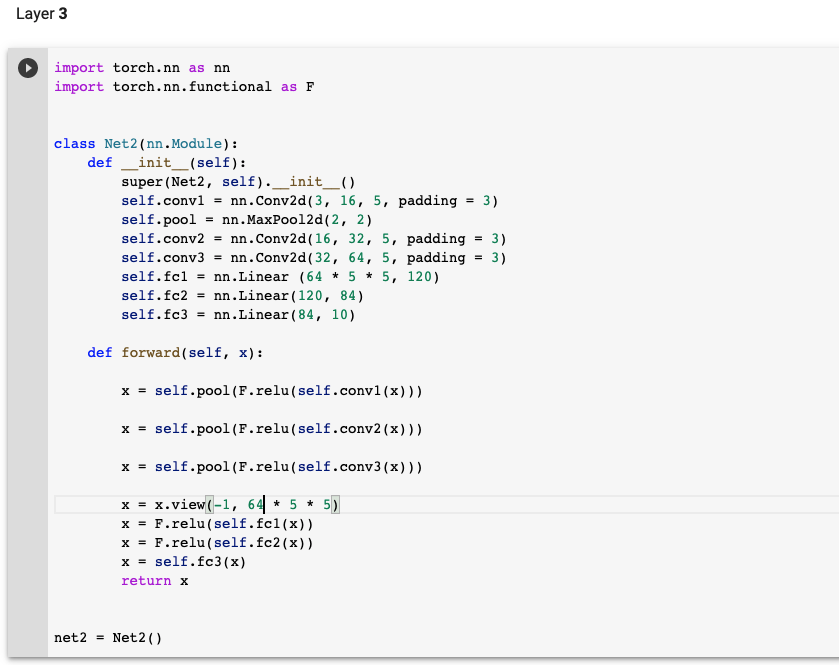 Layer 3
import torch.nn as nn
import torch.nn.functional as F
class Net2(nn.Module):
    def __init__(self):
        super(Net2, self).__init__()
        self.conv1 = nn.Conv2d(3, 16, 5, padding = 3)
        self.pool = nn.MaxPool2d(2, 2)
        self.conv2 = nn.Conv2d(16, 32, 5, padding = 3)
        self.conv3 = nn.Conv2d(32, 64, 5, padding = 3)
        self.fc1 = nn.Linear (64 * 5 * 5, 120)
        self.fc2 = nn.Linear(120, 84)
        self.fc3 = nn.Linear(84, 10)
    def forward(self, x):
        x = self.pool(F.relu(self.conv1(x)))
        x = self.pool(F.relu(self.conv2(x)))
        x = self.pool(F.relu(self.conv3(x)))
        x = x.view(-1, 64 * 5 * 5)
        x = F.relu(self.fc1(x))
        x = F.relu(self.fc2(x))
        x = self.fc3(x)
        return x
net2 = Net2()